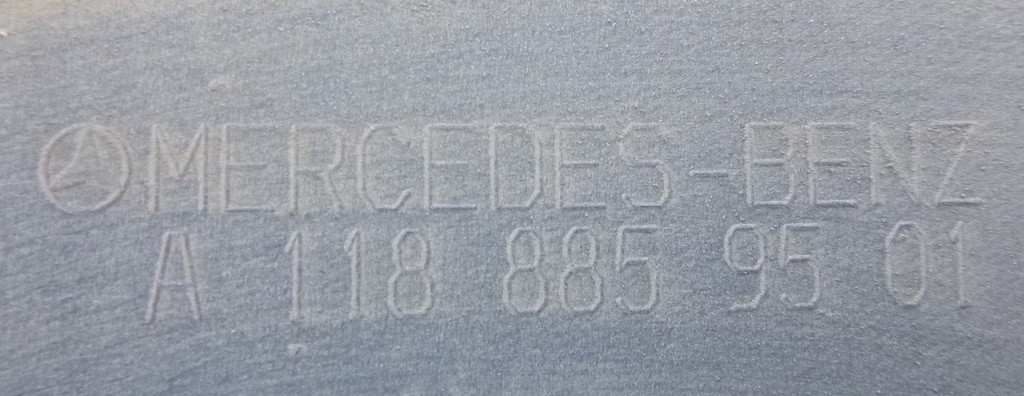 MERCEDES-BENZ
A 118 885 95 01